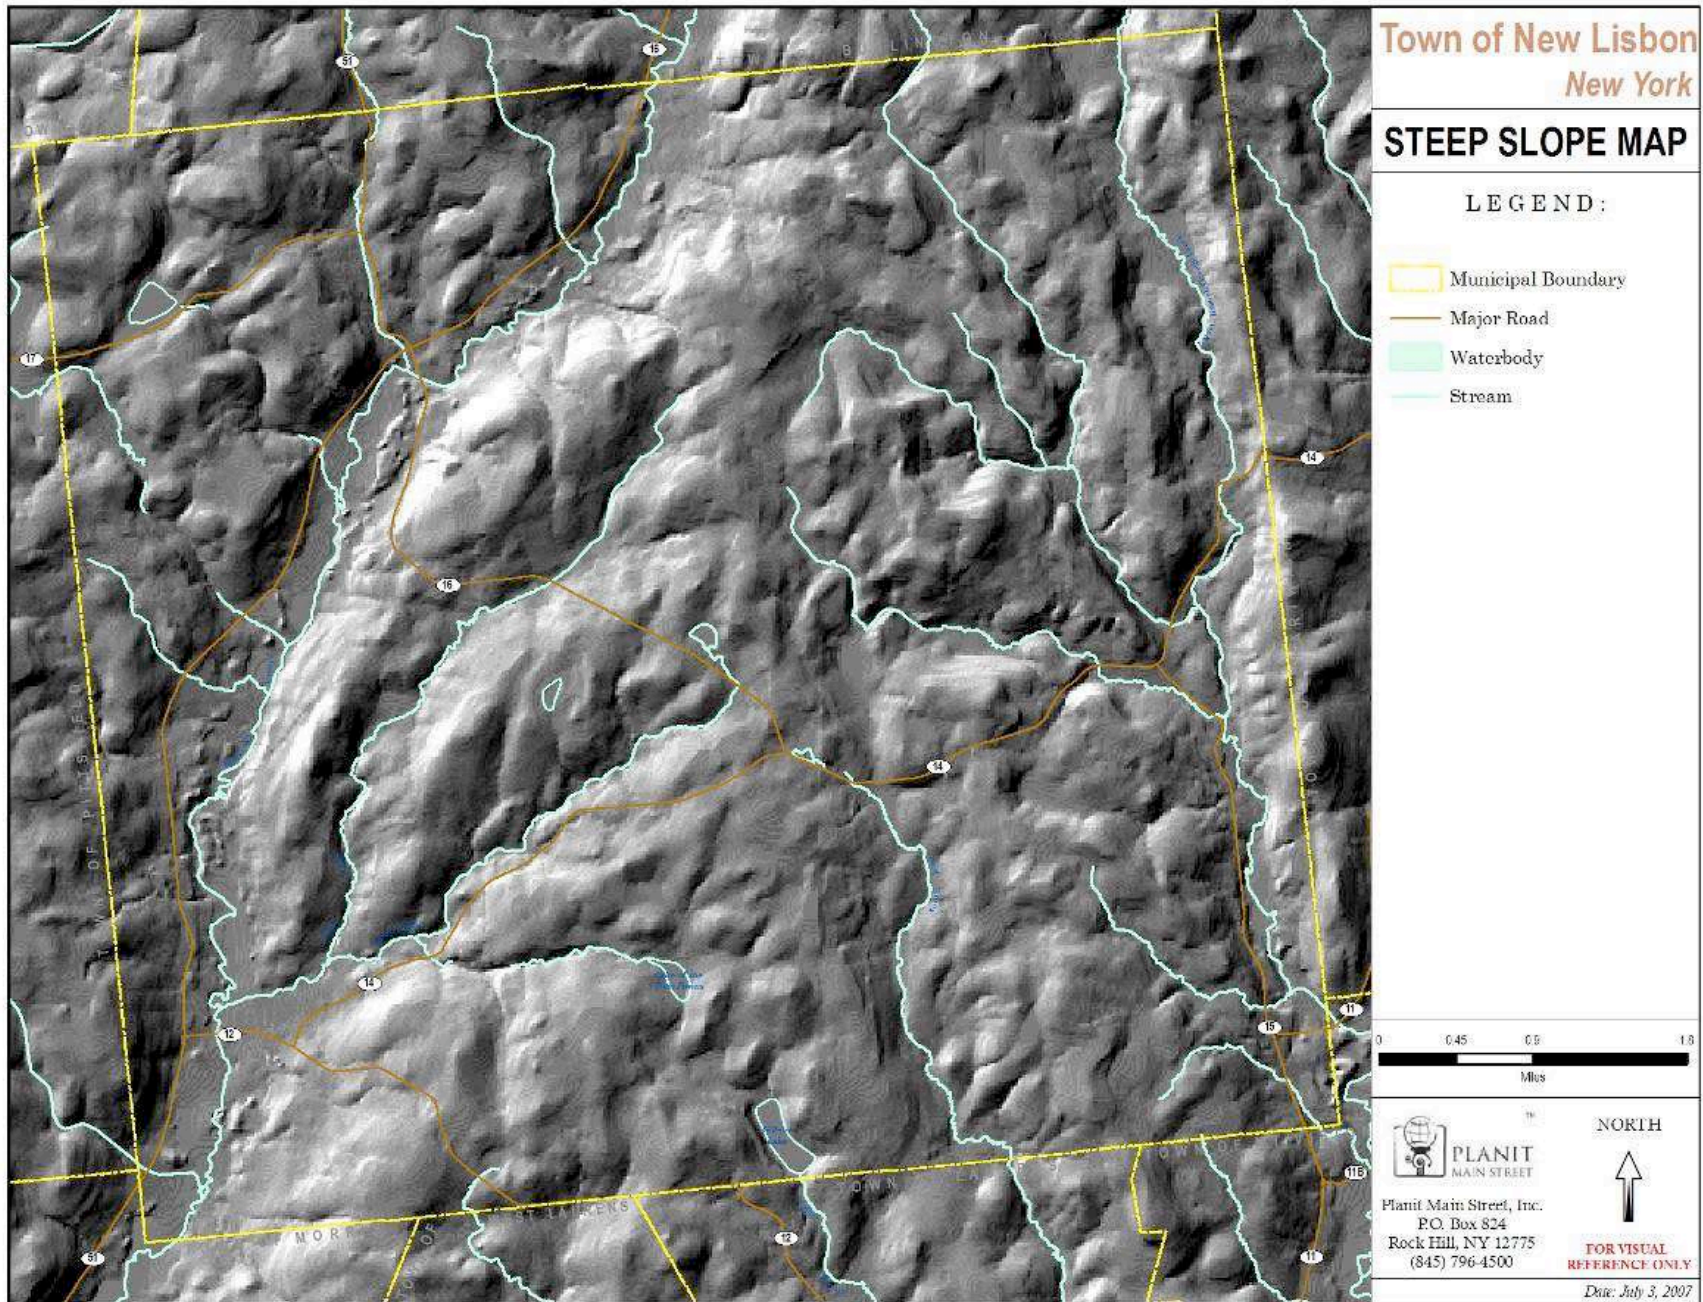 Town of New Lisbon
New York
STEEP SLOPE MAP
LEGEND:
Municipal Boundary
Major Road
Waterbody
Stream
0 0.45 0.9 1.8
Miles
TM
PLANIT
MAIN STREET
Planit Main Street, Inc.
P.O. Box 824
Rock Hill, NY 12775
(845) 796-4500
NORTH
FOR VISUAL
REFERENCE ONLY
Date: July 3, 2007
51
16
17
14
16
14
14
12
15
11
11B
12
11
51
OF PITTSFIELD